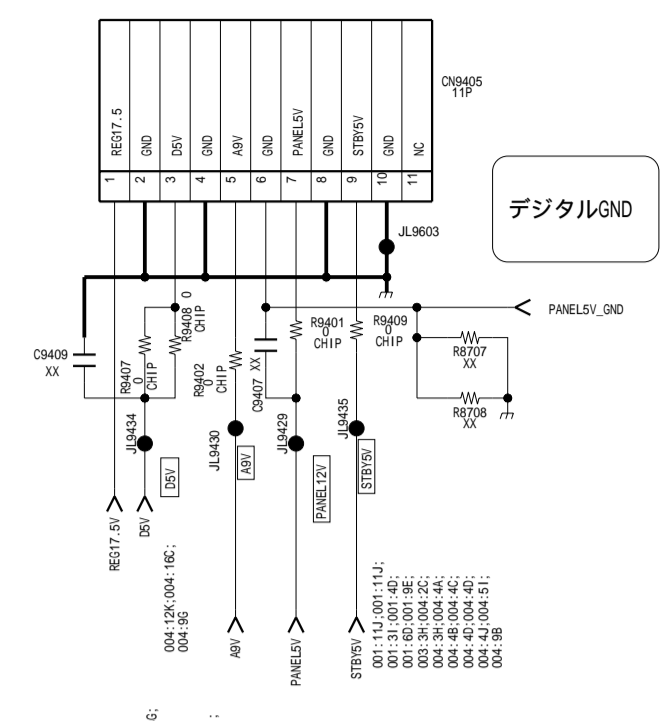 CN9405
11P
REG17.5
GND
D5V
GND
A9V
GND
PANEL5V
GND
STBY5V
GND
NC
1
2
3
4
5
6
7
8
9
10
11
デジタルGND
JL9603
PANEL5V_GND
C9409
XX
R9407
0
CHIP
R9408
0
CHIP
R9402
0
CHIP
C9407
XX
R9401
0
CHIP
R9409
0
CHIP
R8707
XX
R8708
XX
JL9434
D5V
JL9430
A9V
JL9429
PANEL12V
JL9435
STBY5V
REG17.5V
D5V
004:12K;004:16C;
004:9G
A9V
PANEL5V
STBY5V
001:11J;001:11J;
001:3I;001:4D;
001:6D;001:9E;
003:3H;004:2C;
004:3H;004:4A;
004:4B;004:4C;
004:4D;004:4D;
004:4J;004:5I;
004:9B
G;
:;